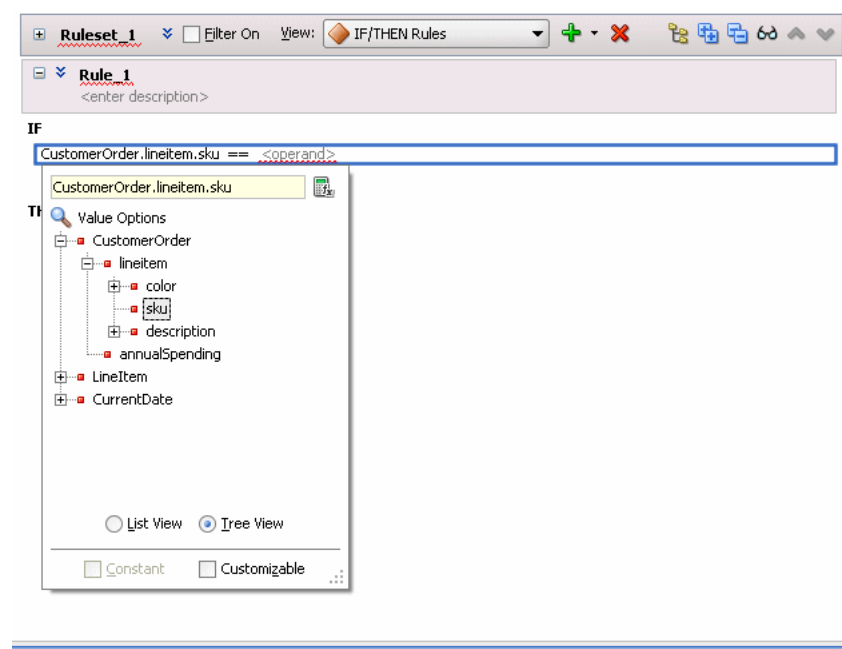 Ruleset_1 Filter On View: IF/THEN Rules
Rule_1
<enter description>
IF
CustomerOrder.lineitem.sku == <operand>
CustomerOrder.lineitem.sku
TH
Value Options
CustomerOrder
lineitem
color
sku
description
annualSpending
LineItem
CurrentDate
List View Tree View
Constant Customizable